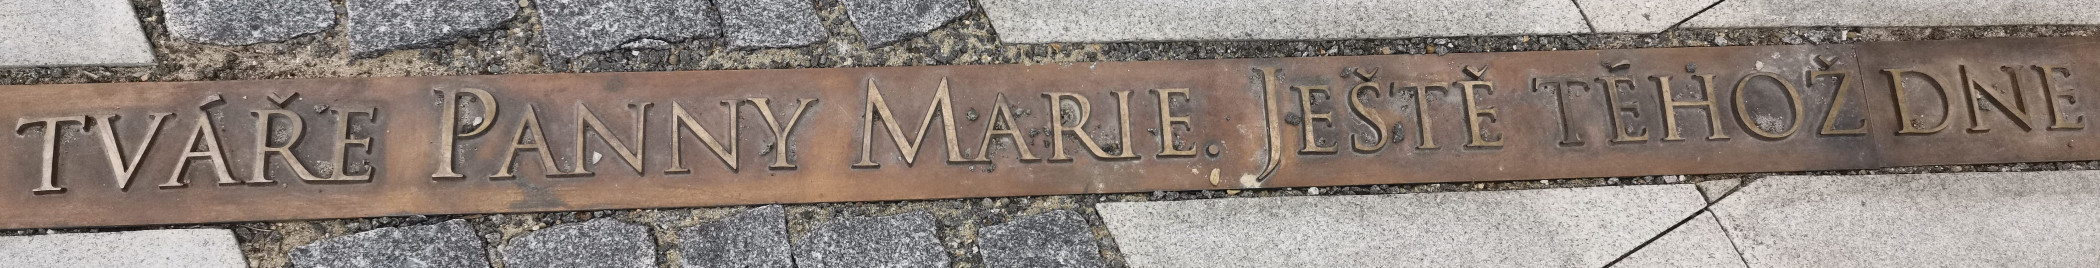 TVÁŘE PANNY MARIE. JEŠTĚ TÉHOŽ DNE